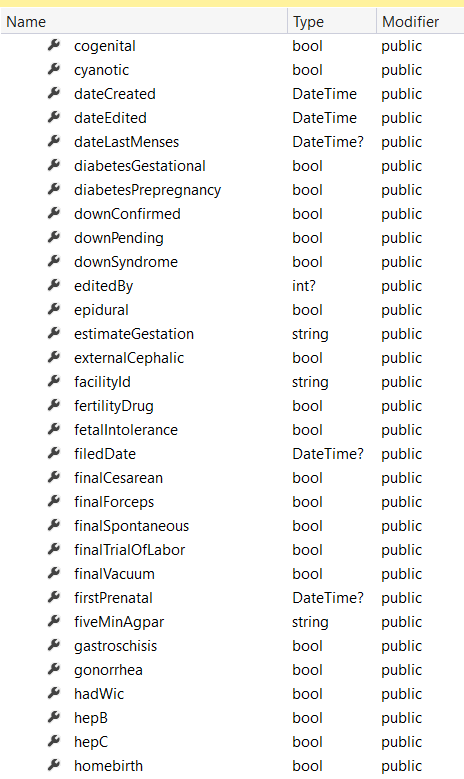 Name Type Modifier
cogenital bool public
cyanotic bool public
dateCreated DateTime public
dateEdited DateTime public
dateLastMenses DateTime? public
diabetesGestational bool public
diabetesPrepregnancy bool public
downConfirmed bool public
downPending bool public
downSyndrome bool public
editedBy int? public
epidural bool public
estimateGestation string public
externalCephalic bool public
facilityId string public
fertilityDrug bool public
fetalIntolerance bool public
filedDate DateTime? public
finalCesarean bool public
finalForceps bool public
finalSpontaneous bool public
finalTrialOfLabor bool public
finalVacuum bool public
firstPrenatal DateTime? public
fiveMinAgpar string public
gastroschisis bool public
gonorrhea bool public
hadWic bool public
hepB bool public
hepC bool public
homebirth bool public